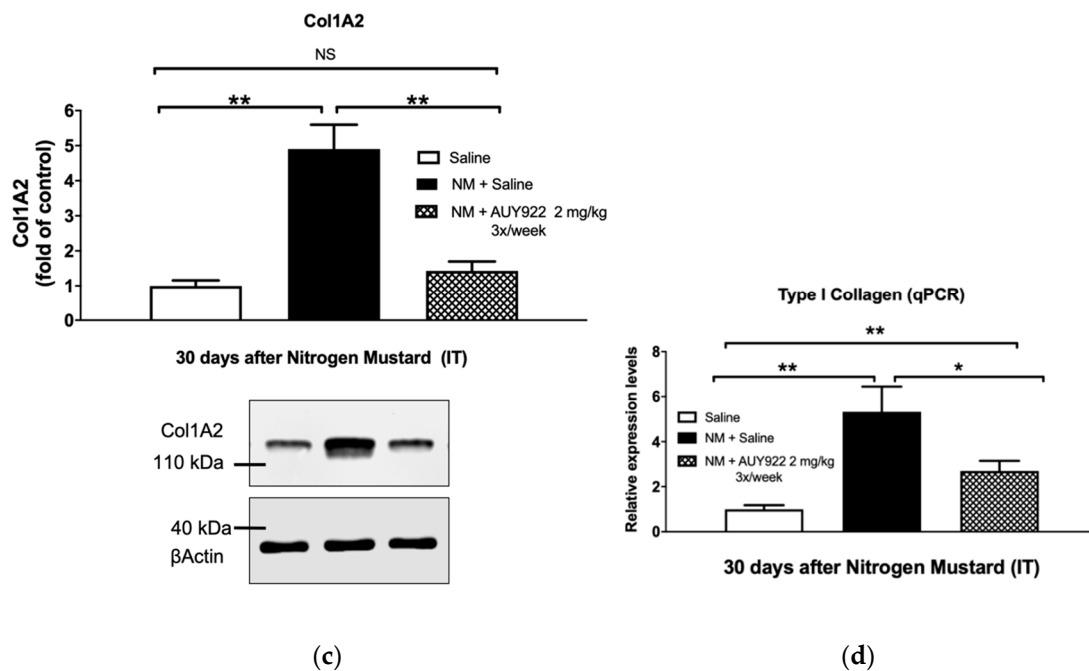 Col1A2
NS
** **
6
5
4
3
2
1
0
Col1A2
(fold of control)
Saline
NM + Saline
NM + AUY922 2 mg/kg
3x/week
30 days after Nitrogen Mustard (IT)
Col1A2
110 kDa
40 kDa
βActin
(c)
Type I Collagen (qPCR)
**
** *
8
6
4
2
0
Relative expression levels
Saline
NM + Saline
NM + AUY922 2 mg/kg
3x/week
30 days after Nitrogen Mustard (IT)
(d)